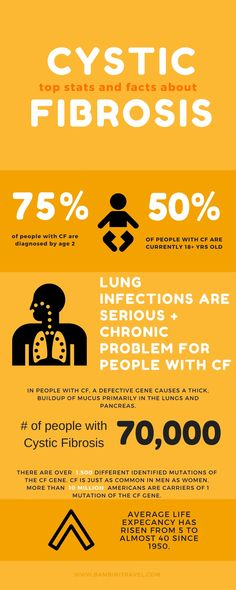 CYSTIC
top stats and facts about
FIBROSIS
75%
of people with CF are
diagnosed by age 2
50%
OF PEOPLE WITH CF ARE
CURRENTLY 18+ YRS OLD
LUNG
INFECTIONS ARE
SERIOUS +
CHRONIC
PROBLEM FOR
PEOPLE WITH CF
IN PEOPLE WITH CF, A DEFECTIVE GENE CAUSES A THICK,
BUILDUP OF MUCUS PRIMARILY IN THE LUNGS AND
PANCREAS.
# of people with
Cystic Fibrosis
70,000
THERE ARE OVER 1,500 DIFFERENT IDENTIFIED MUTATIONS OF
THE CF GENE. CF IS JUST AS COMMON IN MEN AS WOMEN.
MORE THAN 10 MILLION AMERICANS ARE CARRIERS OF 1
MUTATION OF THE CF GENE.
AVERAGE LIFE
EXPECANCY HAS
RISEN FROM 5 TO
ALMOST 40 SINCE
1950.
WWW.BAMBINITRAVEL.COM